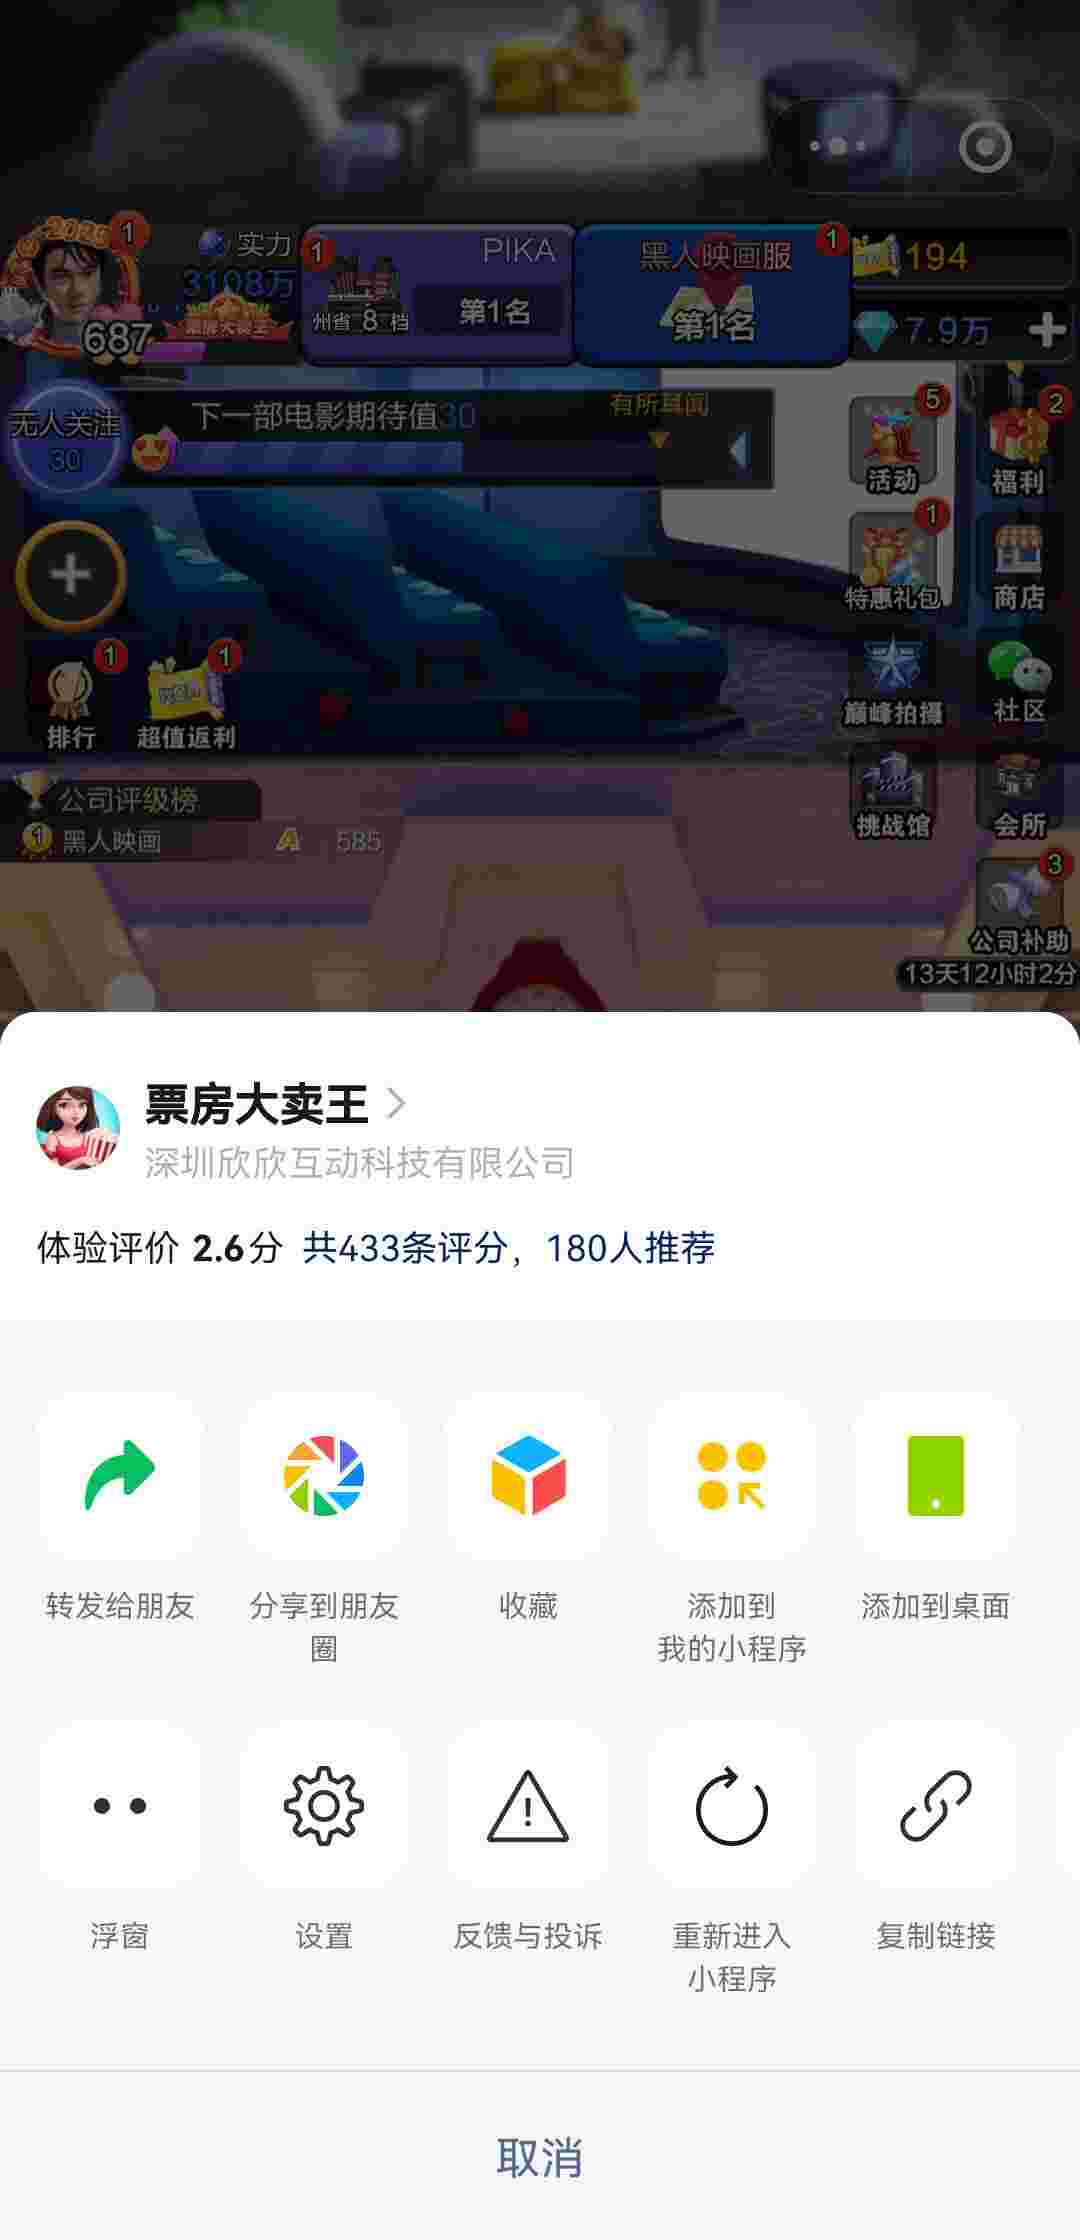 1
实力
3198万
687
票房大卖王
1
PIKA
州省 8 档
第1名
1
黑人映画服
第1名
194
7.9万
无人关注
30
下一部电影期待值30
有所耳闻
5
活动
2
福利
1
特惠礼包
商店
1
排行
1
超值返利
巅峰拍摄
社区
公司评级榜
1
黑人映画
A
585
挑战馆
会所
3
公司补助
13天12小时2分
票房大卖王
深圳欣欣互动科技有限公司
体验评价 2.6分 共433条评分，180人推荐
转发给朋友
分享到朋友
圈
收藏
添加到
我的小程序
添加到桌面
浮窗
设置
反馈与投诉
重新进入
小程序
复制链接
取消